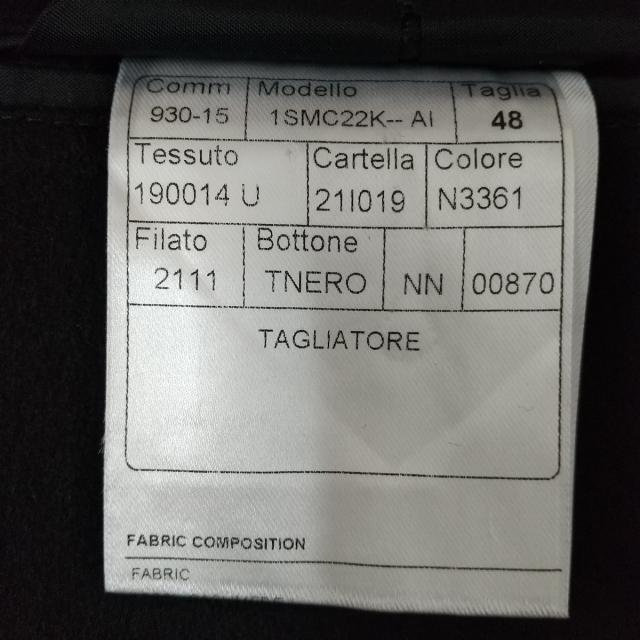 Comm Modello Taglia
930-15 1SMC22K-- AI 48
Tessuto Cartella Colore
190014 U 21I019 N3361
Filato Bottone
2111 TNERO NN 00870
TAGLIATORE
FABRIC COMPOSITION
FABRIC